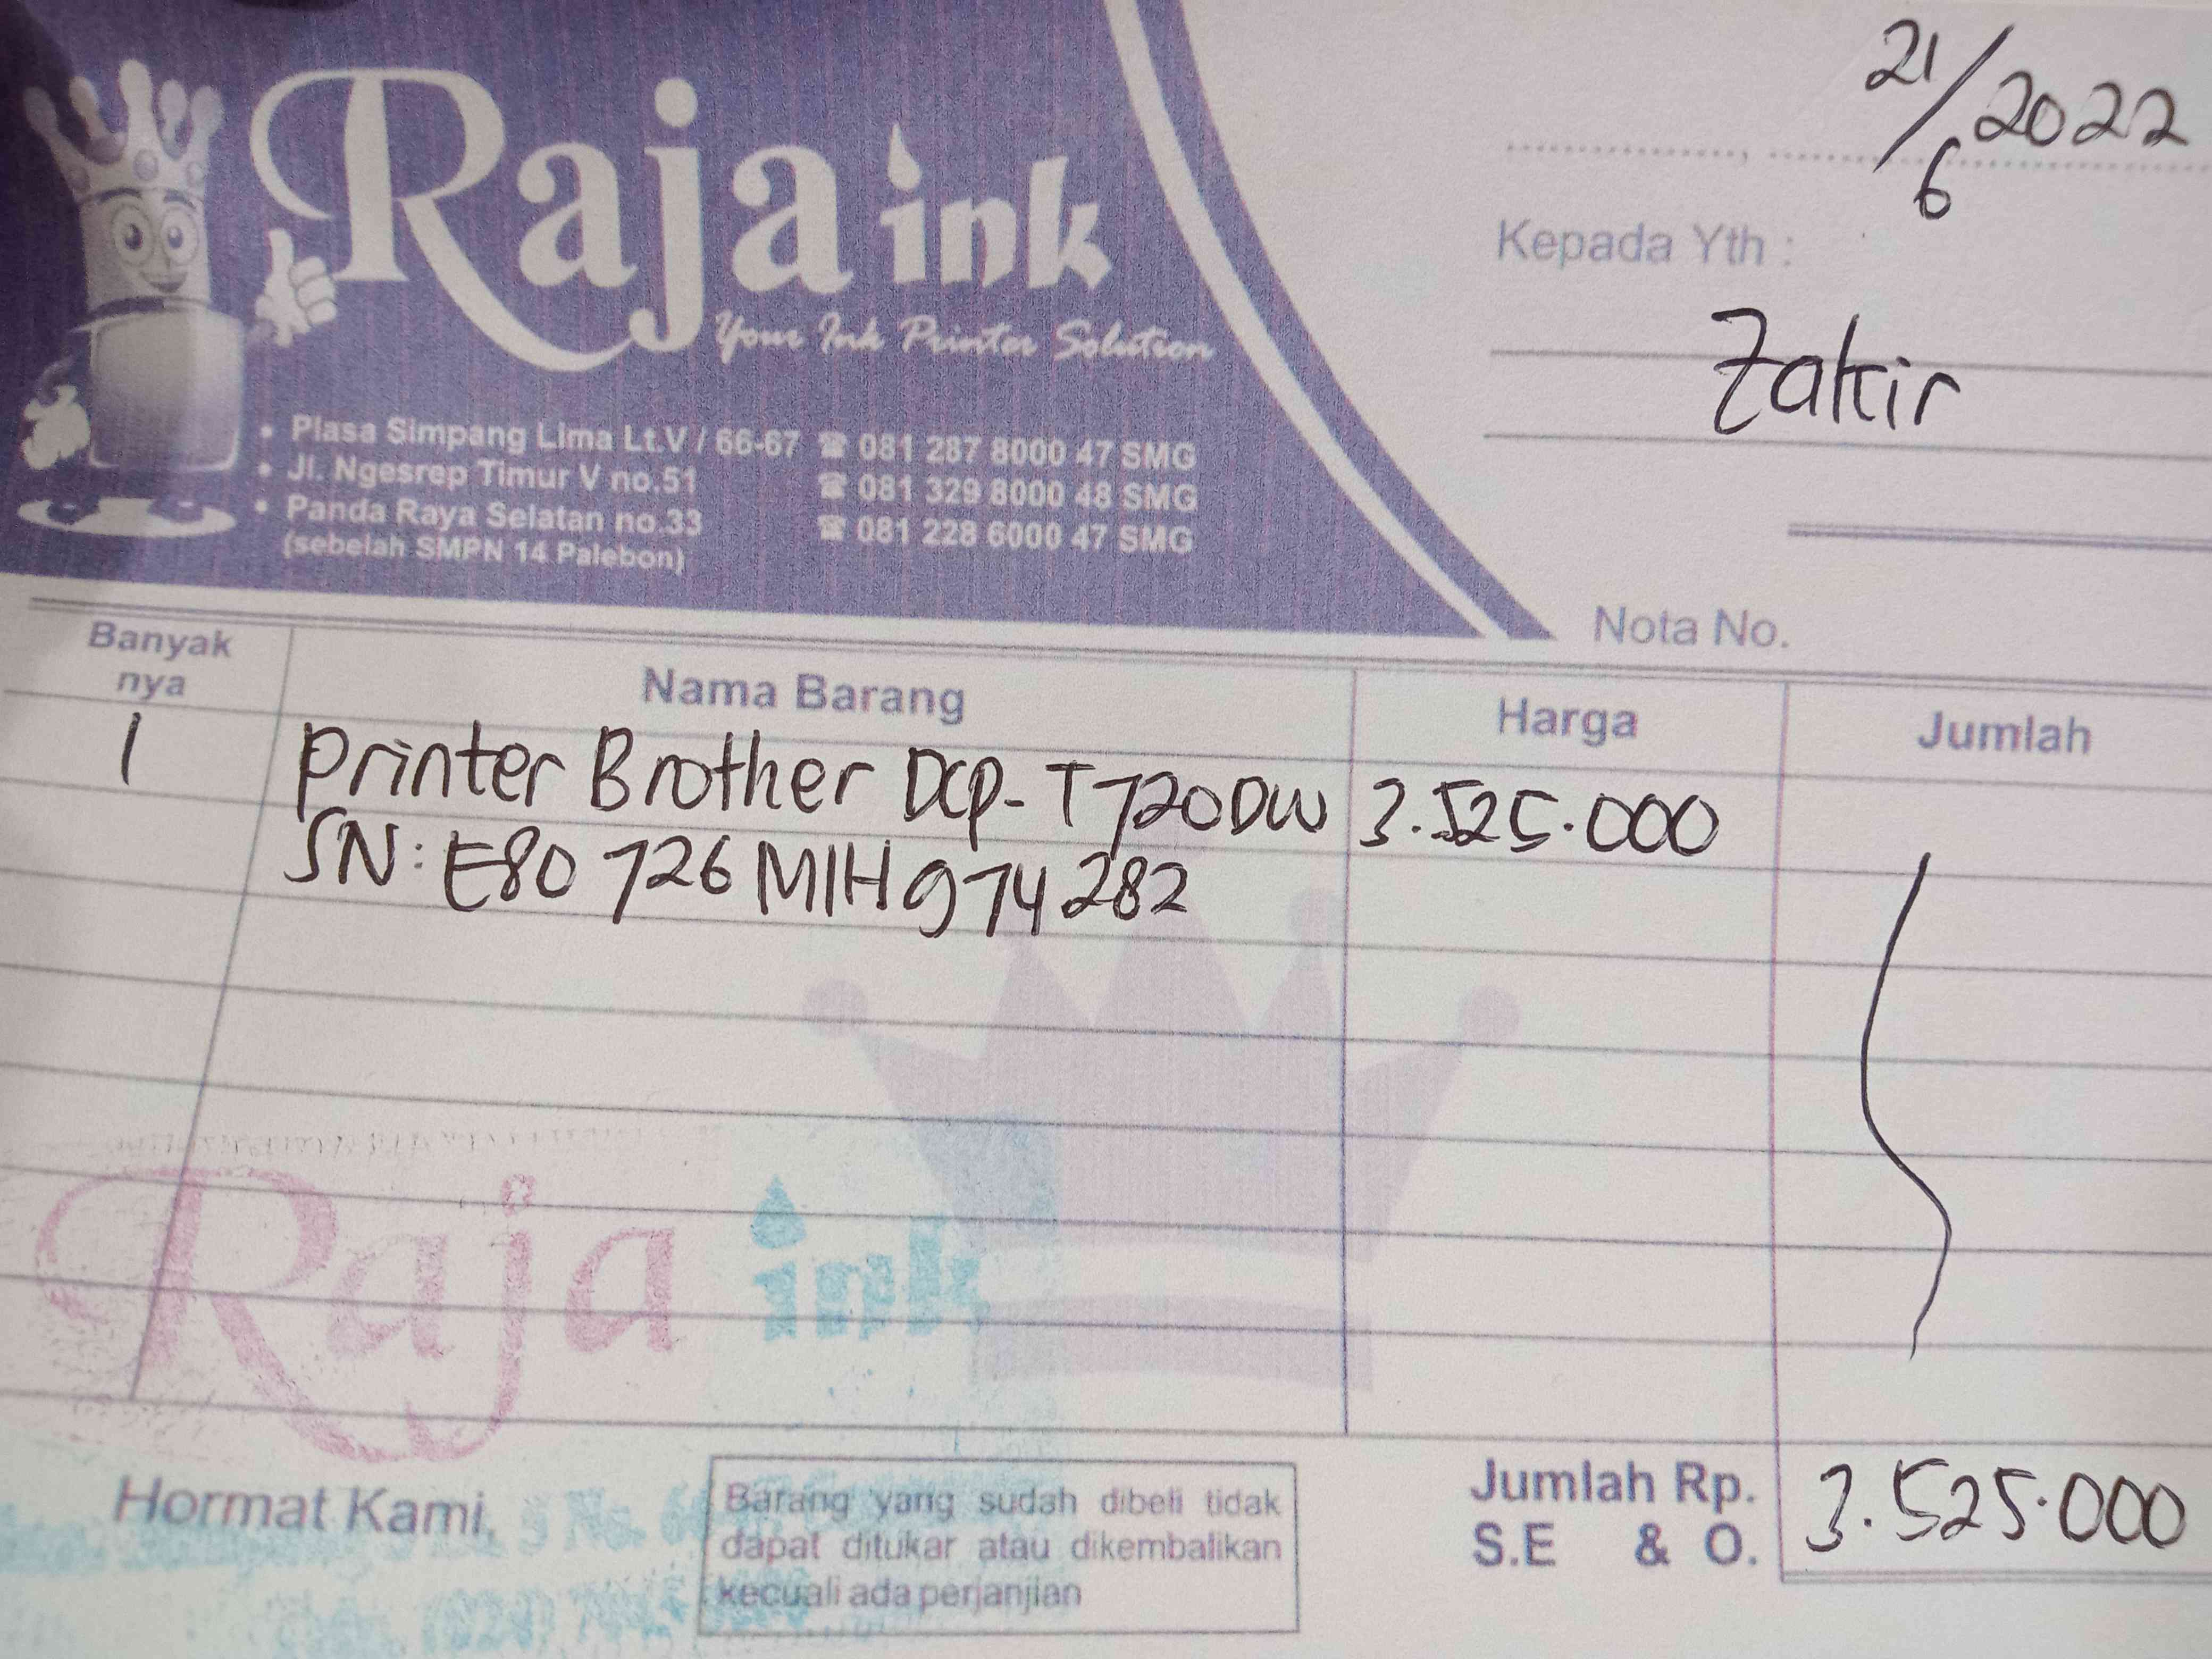 Raja ink
Your Ink Printer Solution
• Plasa Simpang Lima Lt.V / 66-67 ☎ 081 287 8000 47 SMG
• Jl. Ngesrep Timur V no.51 ☎ 081 329 8000 48 SMG
• Panda Raya Selatan no.33 ☎ 081 228 6000 47 SMG
(sebelah SMPN 14 Palebon)
21/6 2022
Kepada Yth :
Zakir
Nota No.
Banyak nya Nama Barang Harga Jumlah
1 Printer Brother DCP-T720DW 3.525.000
SN: E80726M1H974282
Raja ink
Hormat Kami,
Barang yang sudah dibeli tidak
dapat ditukar atau dikembalikan
kecuali ada perjanjian
Jumlah Rp. 3.525.000
S.E & O.